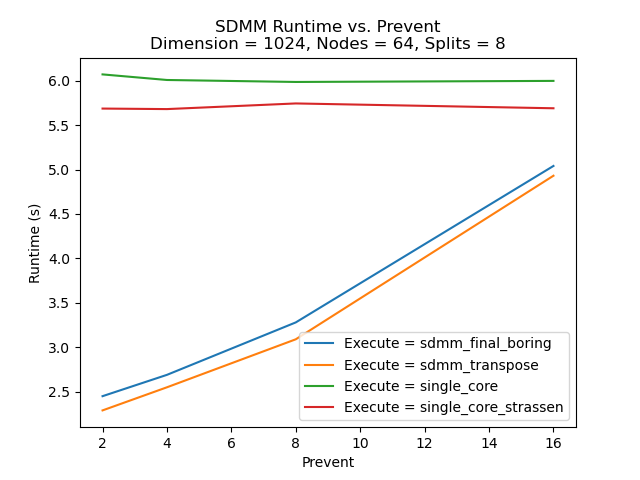 SDMM Runtime vs. Prevent
Dimension = 1024, Nodes = 64, Splits = 8
6.0
5.5
5.0
4.5
4.0
3.5
3.0
2.5
Runtime (s)
Execute = sdmm_final_boring
Execute = sdmm_transpose
Execute = single_core
Execute = single_core_strassen
2 4 6 8 10 12 14 16
Prevent